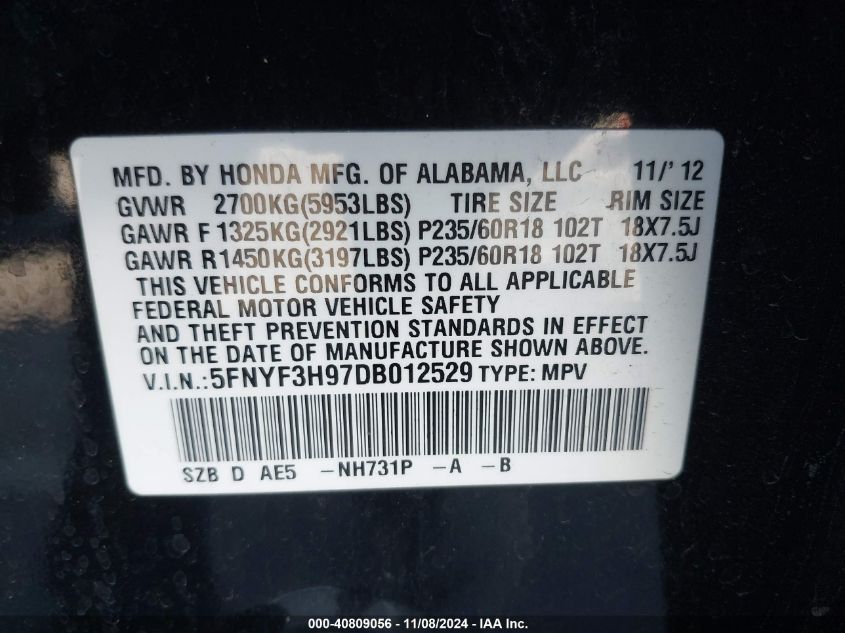 MFD. BY HONDA MFG. OF ALABAMA, LLC 11/'12
GVWR 2700KG(5953LBS) TIRE SIZE RIM SIZE
GAWR F 1325KG(2921LBS) P235/60R18 102T 18X7.5J
GAWR R1450KG(3197LBS) P235/60R18 102T 18X7.5J
THIS VEHICLE CONFORMS TO ALL APPLICABLE
FEDERAL MOTOR VEHICLE SAFETY
AND THEFT PREVENTION STANDARDS IN EFFECT
ON THE DATE OF MANUFACTURE SHOWN ABOVE.
V.I.N.:5FNYF3H97DB012529 TYPE: MPV
SZB D AE5 -NH731P -A -B
000-40809056 - 11/08/2024 - IAA Inc.